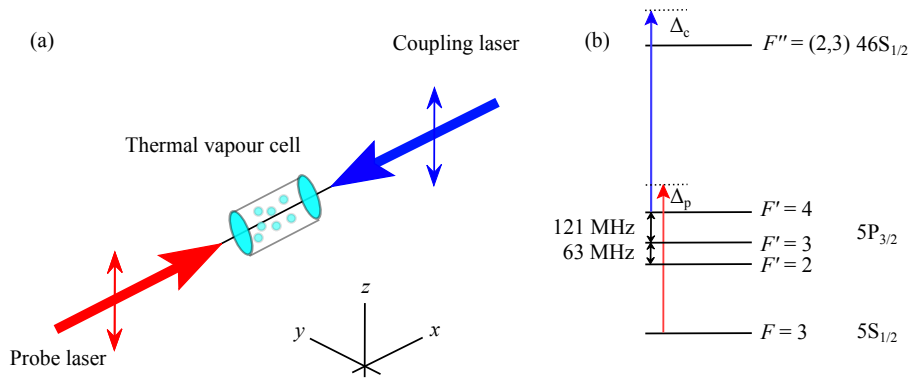 (a)
Coupling laser
Thermal vapour cell
Probe laser
z
y
x
(b)
Δc
F″ = (2,3) 46S1/2
Δp
F′ = 4
121 MHz
F′ = 3
5P3/2
63 MHz
F′ = 2
F = 3
5S1/2